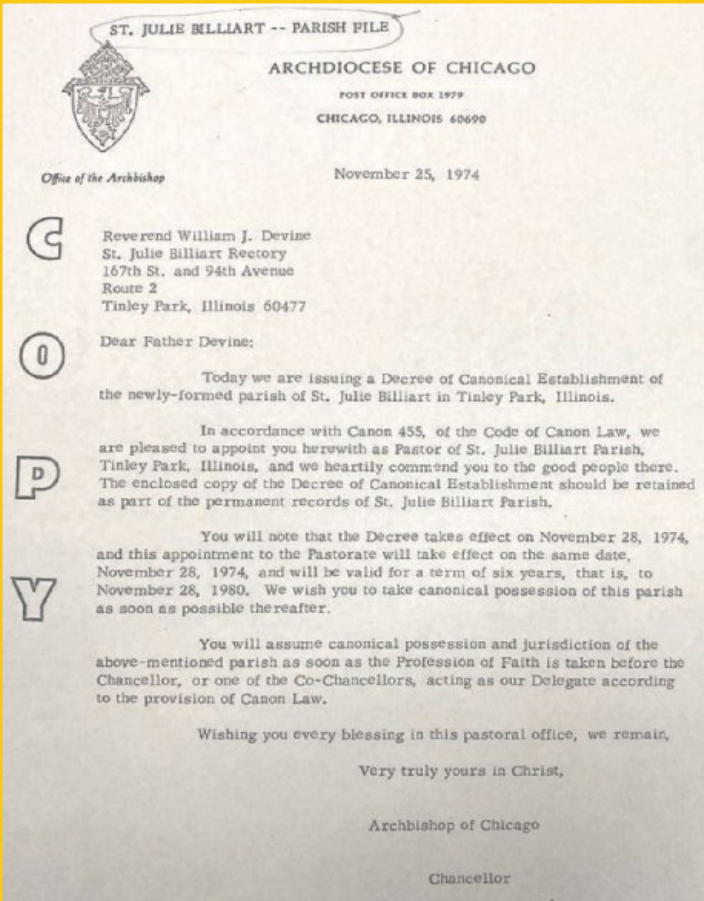 ST. JULIE BILLIART -- PARISH FILE
ARCHDIOCESE OF CHICAGO
POST OFFICE BOX 1979
CHICAGO, ILLINOIS 60690
Office of the Archbishop
November 25, 1974
COPY
Reverend William J. Devine
St. Julie Billiart Rectory
167th St. and 94th Avenue
Route 2
Tinley Park, Illinois 60477
Dear Father Devine:
Today we are issuing a Decree of Canonical Establishment of
the newly-formed parish of St. Julie Billiart in Tinley Park, Illinois.
In accordance with Canon 455, of the Code of Canon Law, we
are pleased to appoint you herewith as Pastor of St. Julie Billiart Parish,
Tinley Park, Illinois, and we heartily commend you to the good people there.
The enclosed copy of the Decree of Canonical Establishment should be retained
as part of the permanent records of St. Julie Billiart Parish.
You will note that the Decree takes effect on November 28, 1974,
and this appointment to the Pastorate will take effect on the same date,
November 28, 1974, and will be valid for a term of six years, that is, to
November 28, 1980. We wish you to take canonical possession of this parish
as soon as possible thereafter.
You will assume canonical possession and jurisdiction of the
above-mentioned parish as soon as the Profession of Faith is taken before the
Chancellor, or one of the Co-Chancellors, acting as our Delegate according
to the provision of Canon Law.
Wishing you every blessing in this pastoral office, we remain,
Very truly yours in Christ,
Archbishop of Chicago
Chancellor